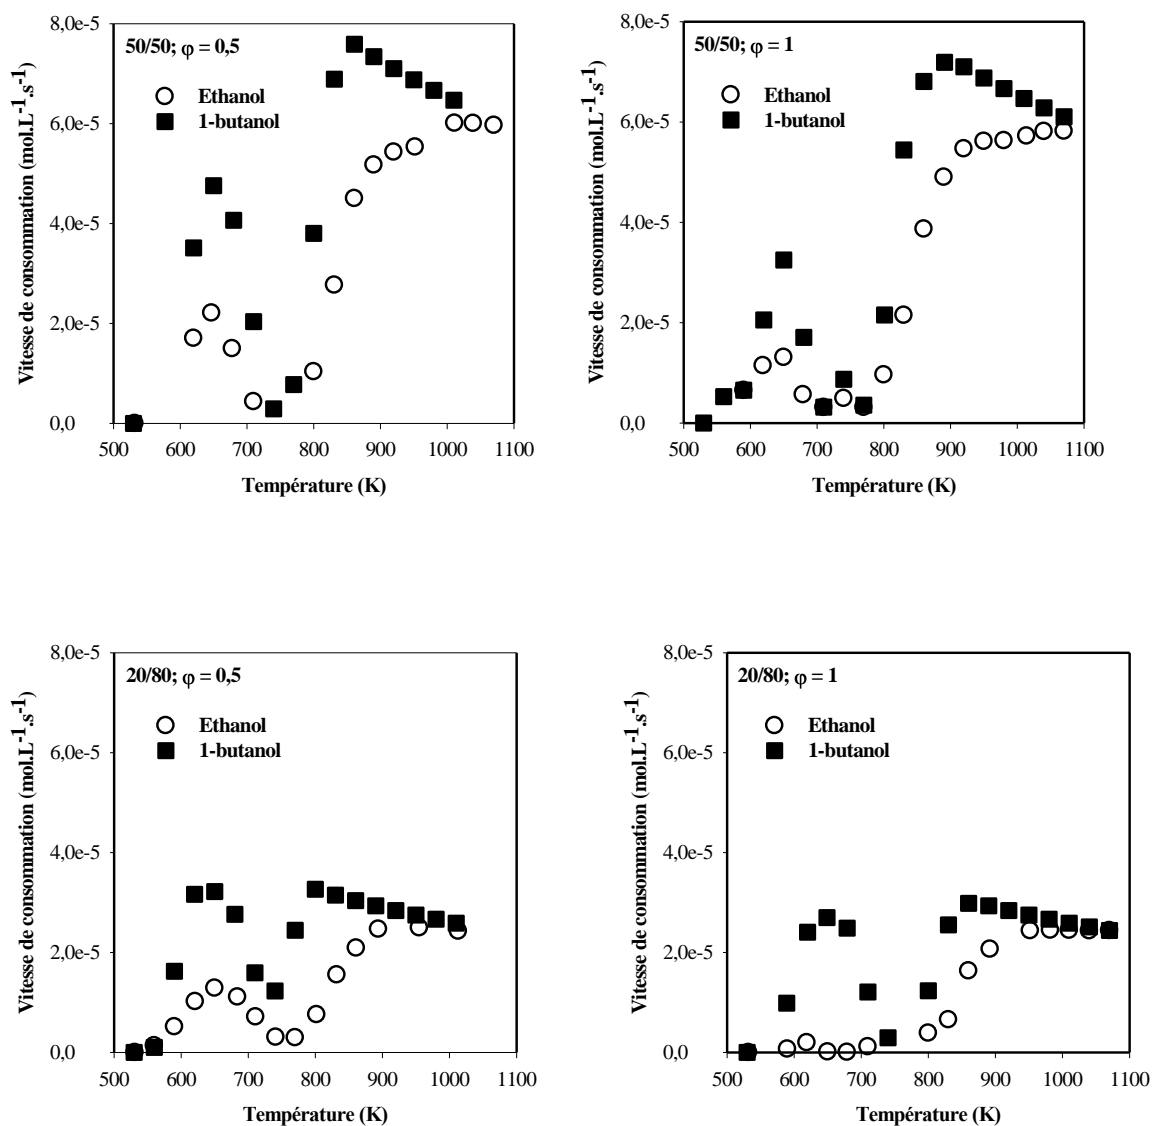 50/50; φ = 0,5
Ethanol
1-butanol
Vitesse de consommation (mol.L-1.s-1)
8,0e-5
6,0e-5
4,0e-5
2,0e-5
0,0
500 600 700 800 900 1000 1100
Température (K)
50/50; φ = 1
Ethanol
1-butanol
Vitesse de consommation (mol.L-1.s-1)
8,0e-5
6,0e-5
4,0e-5
2,0e-5
0,0
500 600 700 800 900 1000 1100
Température (K)
20/80; φ = 0,5
Ethanol
1-butanol
Vitesse de consommation (mol.L-1.s-1)
8,0e-5
6,0e-5
4,0e-5
2,0e-5
0,0
500 600 700 800 900 1000 1100
Température (K)
20/80; φ = 1
Ethanol
1-butanol
Vitesse de consommation (mol.L-1.s-1)
8,0e-5
6,0e-5
4,0e-5
2,0e-5
0,0
500 600 700 800 900 1000 1100
Température (K)